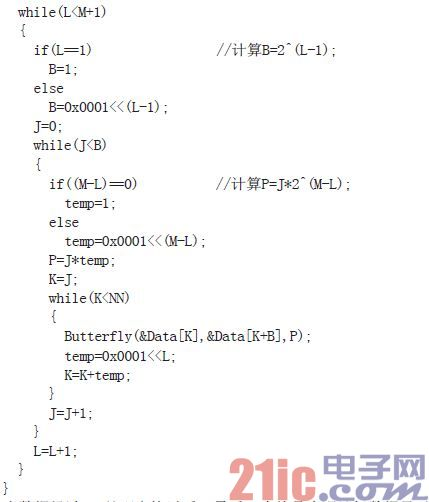 while(L<M+1)
{
if(L==1) //计算B=2^(L-1);
B=1;
else
B=0x0001<<(L-1);
J=0;
while(J<B)
{
if((M-L)==0) //计算P=J*2^(M-L);
temp=1;
else
temp=0x0001<<(M-L);
P=J*temp;
K=J;
while(K<NN)
{
Butterfly(&Data[K],&Data[K+B],P);
temp=0x0001<<L;
K=K+temp;
}
J=J+1;
}
L=L+1;
}
}
21ic电子网
21ic.com